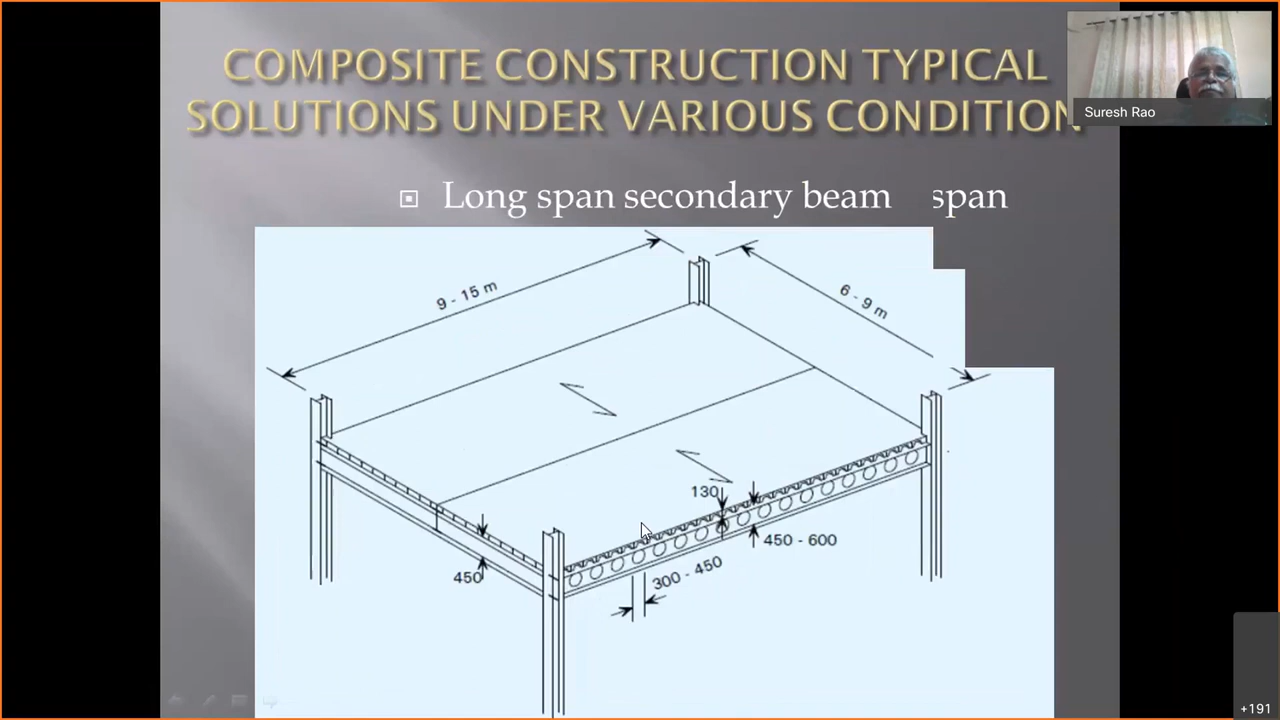 COMPOSITE CONSTRUCTION TYPICAL
SOLUTIONS UNDER VARIOUS CONDITION
Suresh Rao
Long span secondary beam span
9 - 15 m
6 - 9 m
130
450 - 600
450
300 - 450
+191